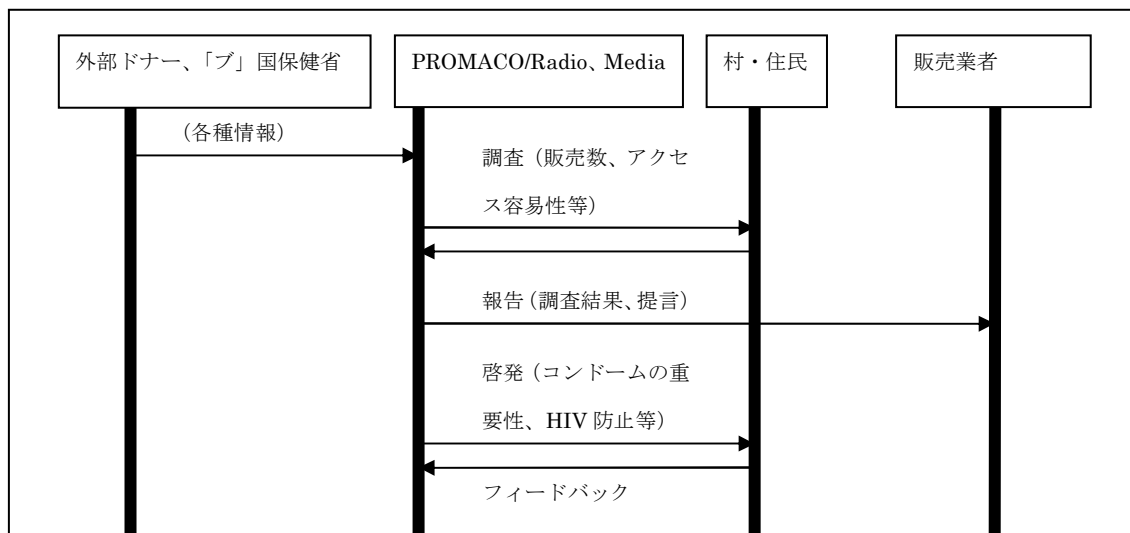 外部ドナー、「ブ」国保健省
PROMACO/Radio、Media
村・住民
販売業者
（各種情報）
調査（販売数、アクセ
ス容易性等）
報告（調査結果、提言）
啓発（コンドームの重
要性、HIV 防止等）
フィードバック